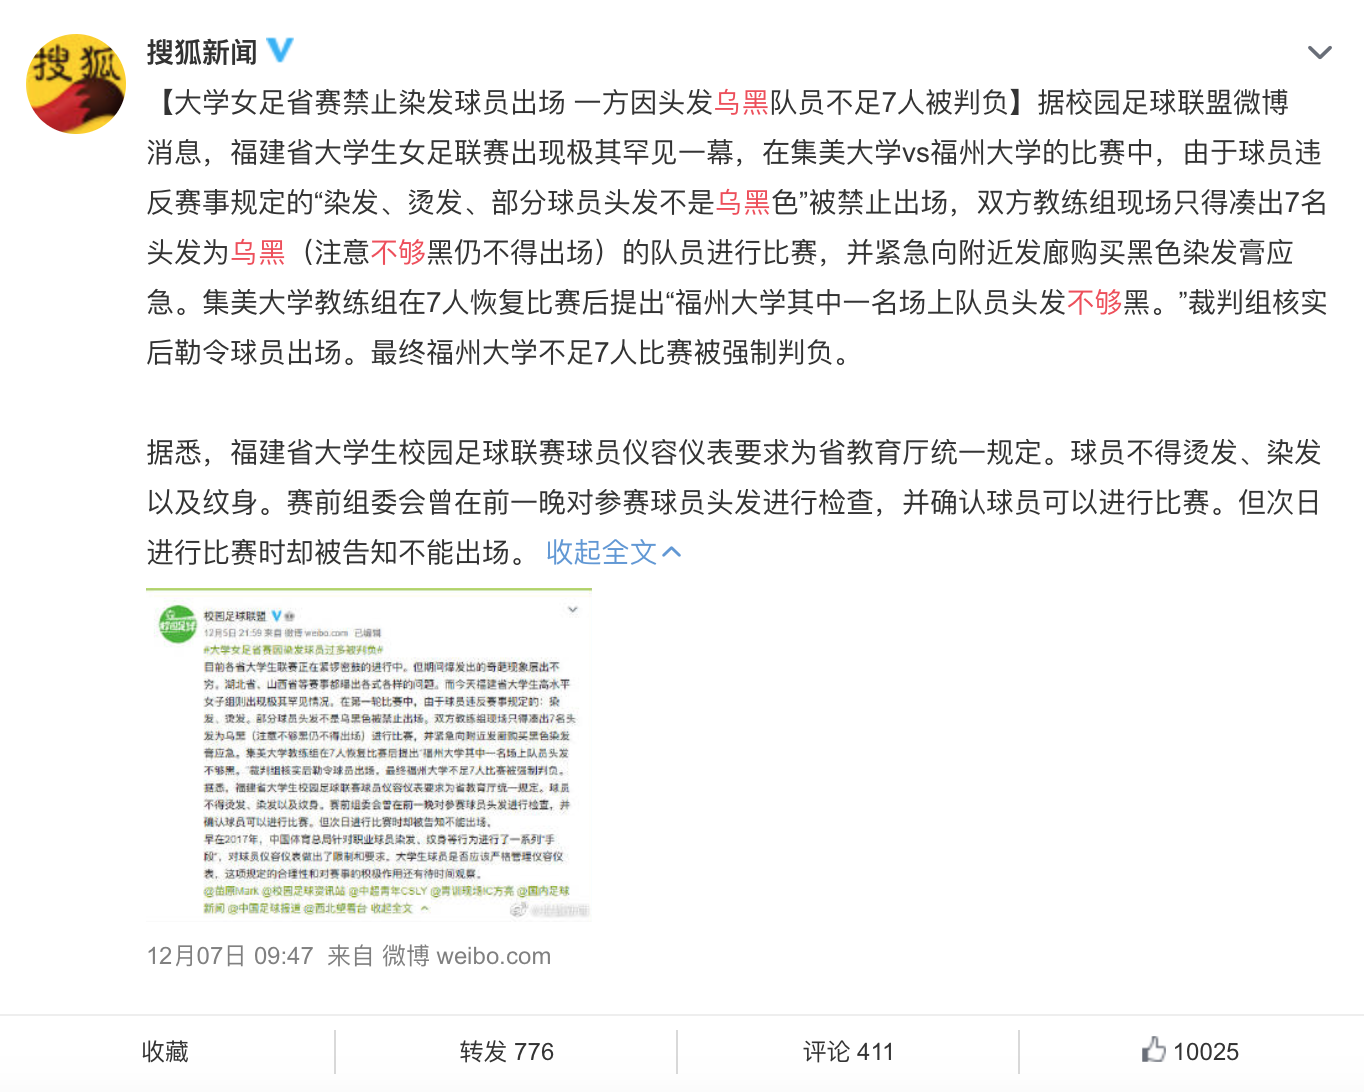 搜狐
搜狐新闻
【大学女足省赛禁止染发球员出场 一方因头发乌黑队员不足7人被判负】据校园足球联盟微博
消息，福建省大学生女足联赛出现极其罕见一幕，在集美大学vs福州大学的比赛中，由于球员违
反赛事规定的“染发、烫发、部分球员头发不是乌黑色”被禁止出场，双方教练组现场只得凑出7名
头发为乌黑（注意不够黑仍不得出场）的队员进行比赛，并紧急向附近发廊购买黑色染发膏应
急。集美大学教练组在7人恢复比赛后提出“福州大学其中一名场上队员头发不够黑。”裁判组核实
后勒令球员出场。最终福州大学不足7人比赛被强制判负。
据悉，福建省大学生校园足球联赛球员仪容仪表要求为省教育厅统一规定。球员不得烫发、染发
以及纹身。赛前组委会曾在前一晚对参赛球员头发进行检查，并确认球员可以进行比赛。但次日
进行比赛时却被告知不能出场。 收起全文
校园足球
校园足球联盟
12月5日 21:59 来自 微博 weibo.com 已编辑
#大学女足省赛因染发球员过多被判负#
目前各省大学生联赛正在紧锣密鼓的进行中。但期间爆发出的奇葩现象层出不
穷。湖北省、山西省等赛事都曝出各式各样的问题。而今天福建省大学生高水平
女子组则出现极其罕见情况。在第一轮比赛中，由于球员违反赛事规定的：染
发、烫发。部分球员头发不是乌黑色被禁止出场。双方教练组现场只得凑出7名头
发为乌黑（注意不够黑仍不得出场）进行比赛，并紧急向附近发廊购买黑色染发
膏应急。集美大学教练组在7人恢复比赛后提出“福州大学其中一名场上队员头发
不够黑。”裁判组核实后勒令球员出场。最终福州大学不足7人比赛被强制判负。
据悉，福建省大学生校园足球联赛球员仪容仪表要求为省教育厅统一规定。球员
不得烫发、染发以及纹身。赛前组委会曾在前一晚对参赛球员头发进行检查，并
确认球员可以进行比赛。但次日进行比赛时却被告知不能出场。
早在2017年，中国体育总局针对职业球员染发、纹身等行为进行了一系列“手
段”，对球员仪容仪表做出了限制和要求。大学生球员是否应该严格管理仪容仪
表，这项规定的合理性和对赛事的积极作用还有待时间观察。
@苗原Mark @校园足球资讯站 @中超青年CSLY @青训现场IC方亮 @国内足球
新闻 @中国足球报道 @西北望看台 收起全文
12月07日 09:47 来自 微博 weibo.com
收藏
转发 776
评论 411
10025